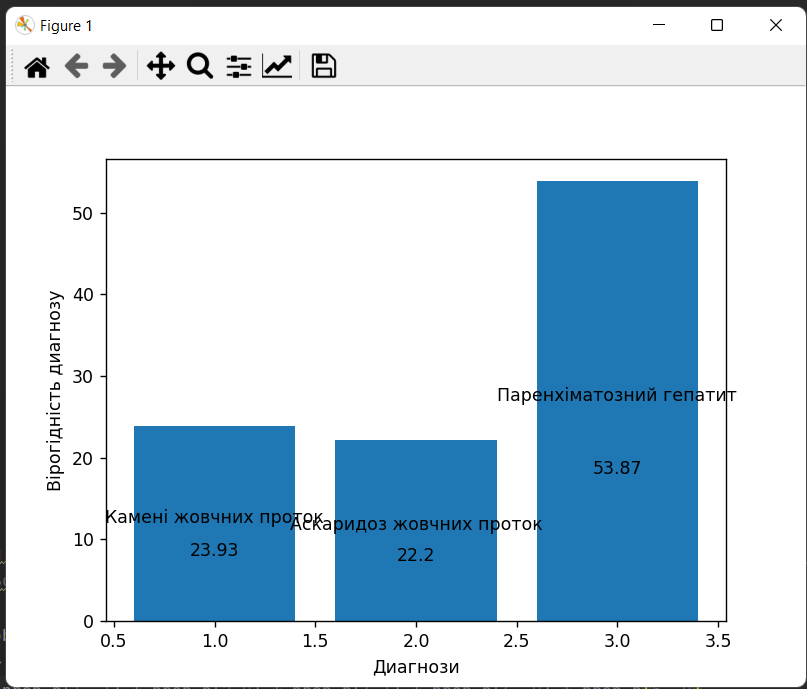 Figure 1
50
40
30
20
10
0
Вірогідність диагнозу
Паренхіматозний гепатит
53.87
Камені жовчних проток
23.93
Аскаридоз жовчних проток
22.2
0.5 1.0 1.5 2.0 2.5 3.0 3.5
Диагнози